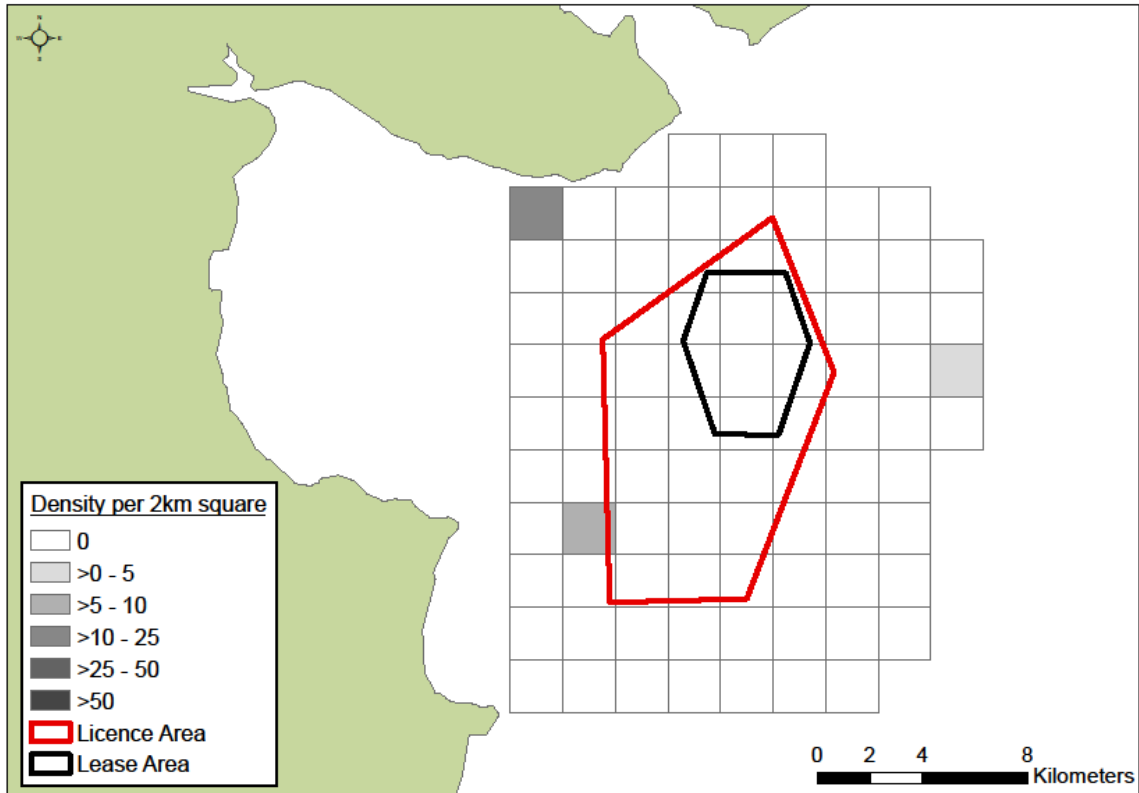 N
W E
S
Density per 2km square
0
>0 - 5
>5 - 10
>10 - 25
>25 - 50
>50
Licence Area
Lease Area
0 2 4 8
Kilometers